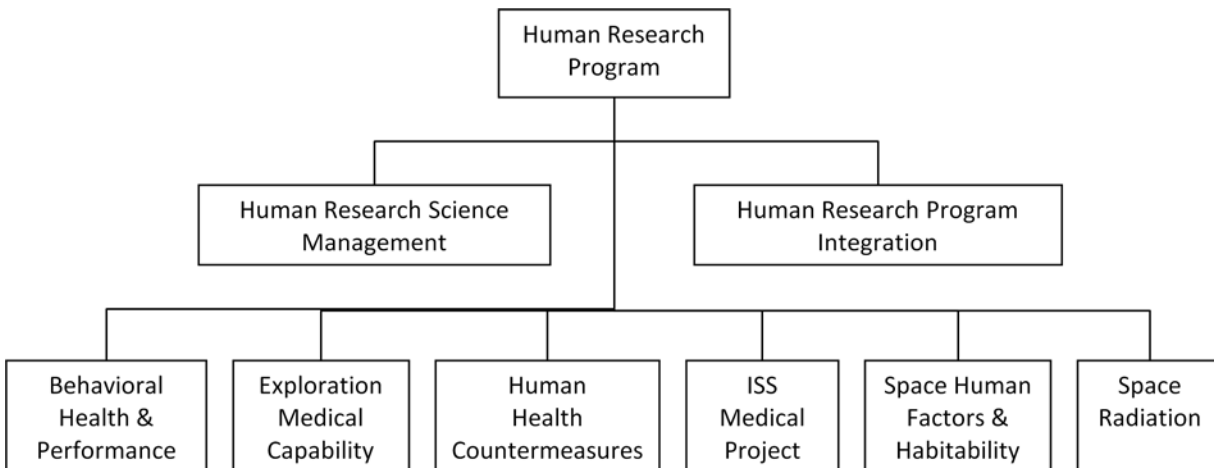 Human Research
Program
Human Research Science
Management
Human Research Program
Integration
Behavioral
Health &
Performance
Exploration
Medical
Capability
Human
Health
Countermeasures
ISS
Medical
Project
Space Human
Factors &
Habitability
Space
Radiation